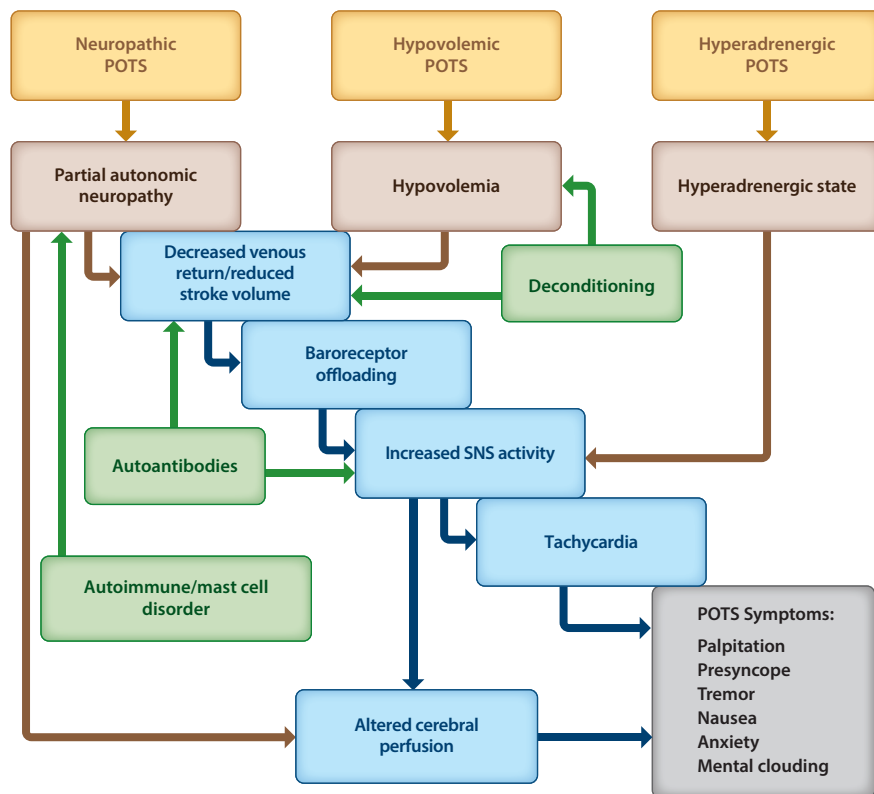 Neuropathic
POTS
Hypovolemic
POTS
Hyperadrenergic
POTS
Partial autonomic
neuropathy
Hypovolemia
Hyperadrenergic state
Decreased venous
return/reduced
stroke volume
Deconditioning
Baroreceptor
offloading
Increased SNS activity
Autoantibodies
Tachycardia
Autoimmune/mast cell
disorder
POTS Symptoms:
Palpitation
Presyncope
Tremor
Nausea
Anxiety
Mental clouding
Altered cerebral
perfusion